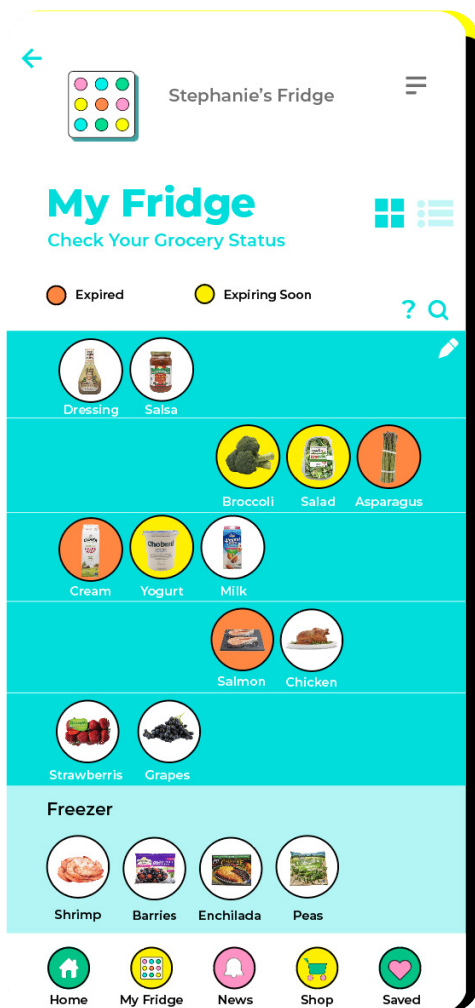 Stephanie's Fridge
My Fridge
Check Your Grocery Status
Expired
Expiring Soon
?
Dressing Salsa
Broccoli Salad Asparagus
Chobani
Cream Yogurt Milk
Salmon Chicken
Strawberris Grapes
Freezer
Shrimp Barries Enchilada Peas
Home My Fridge News Shop Saved